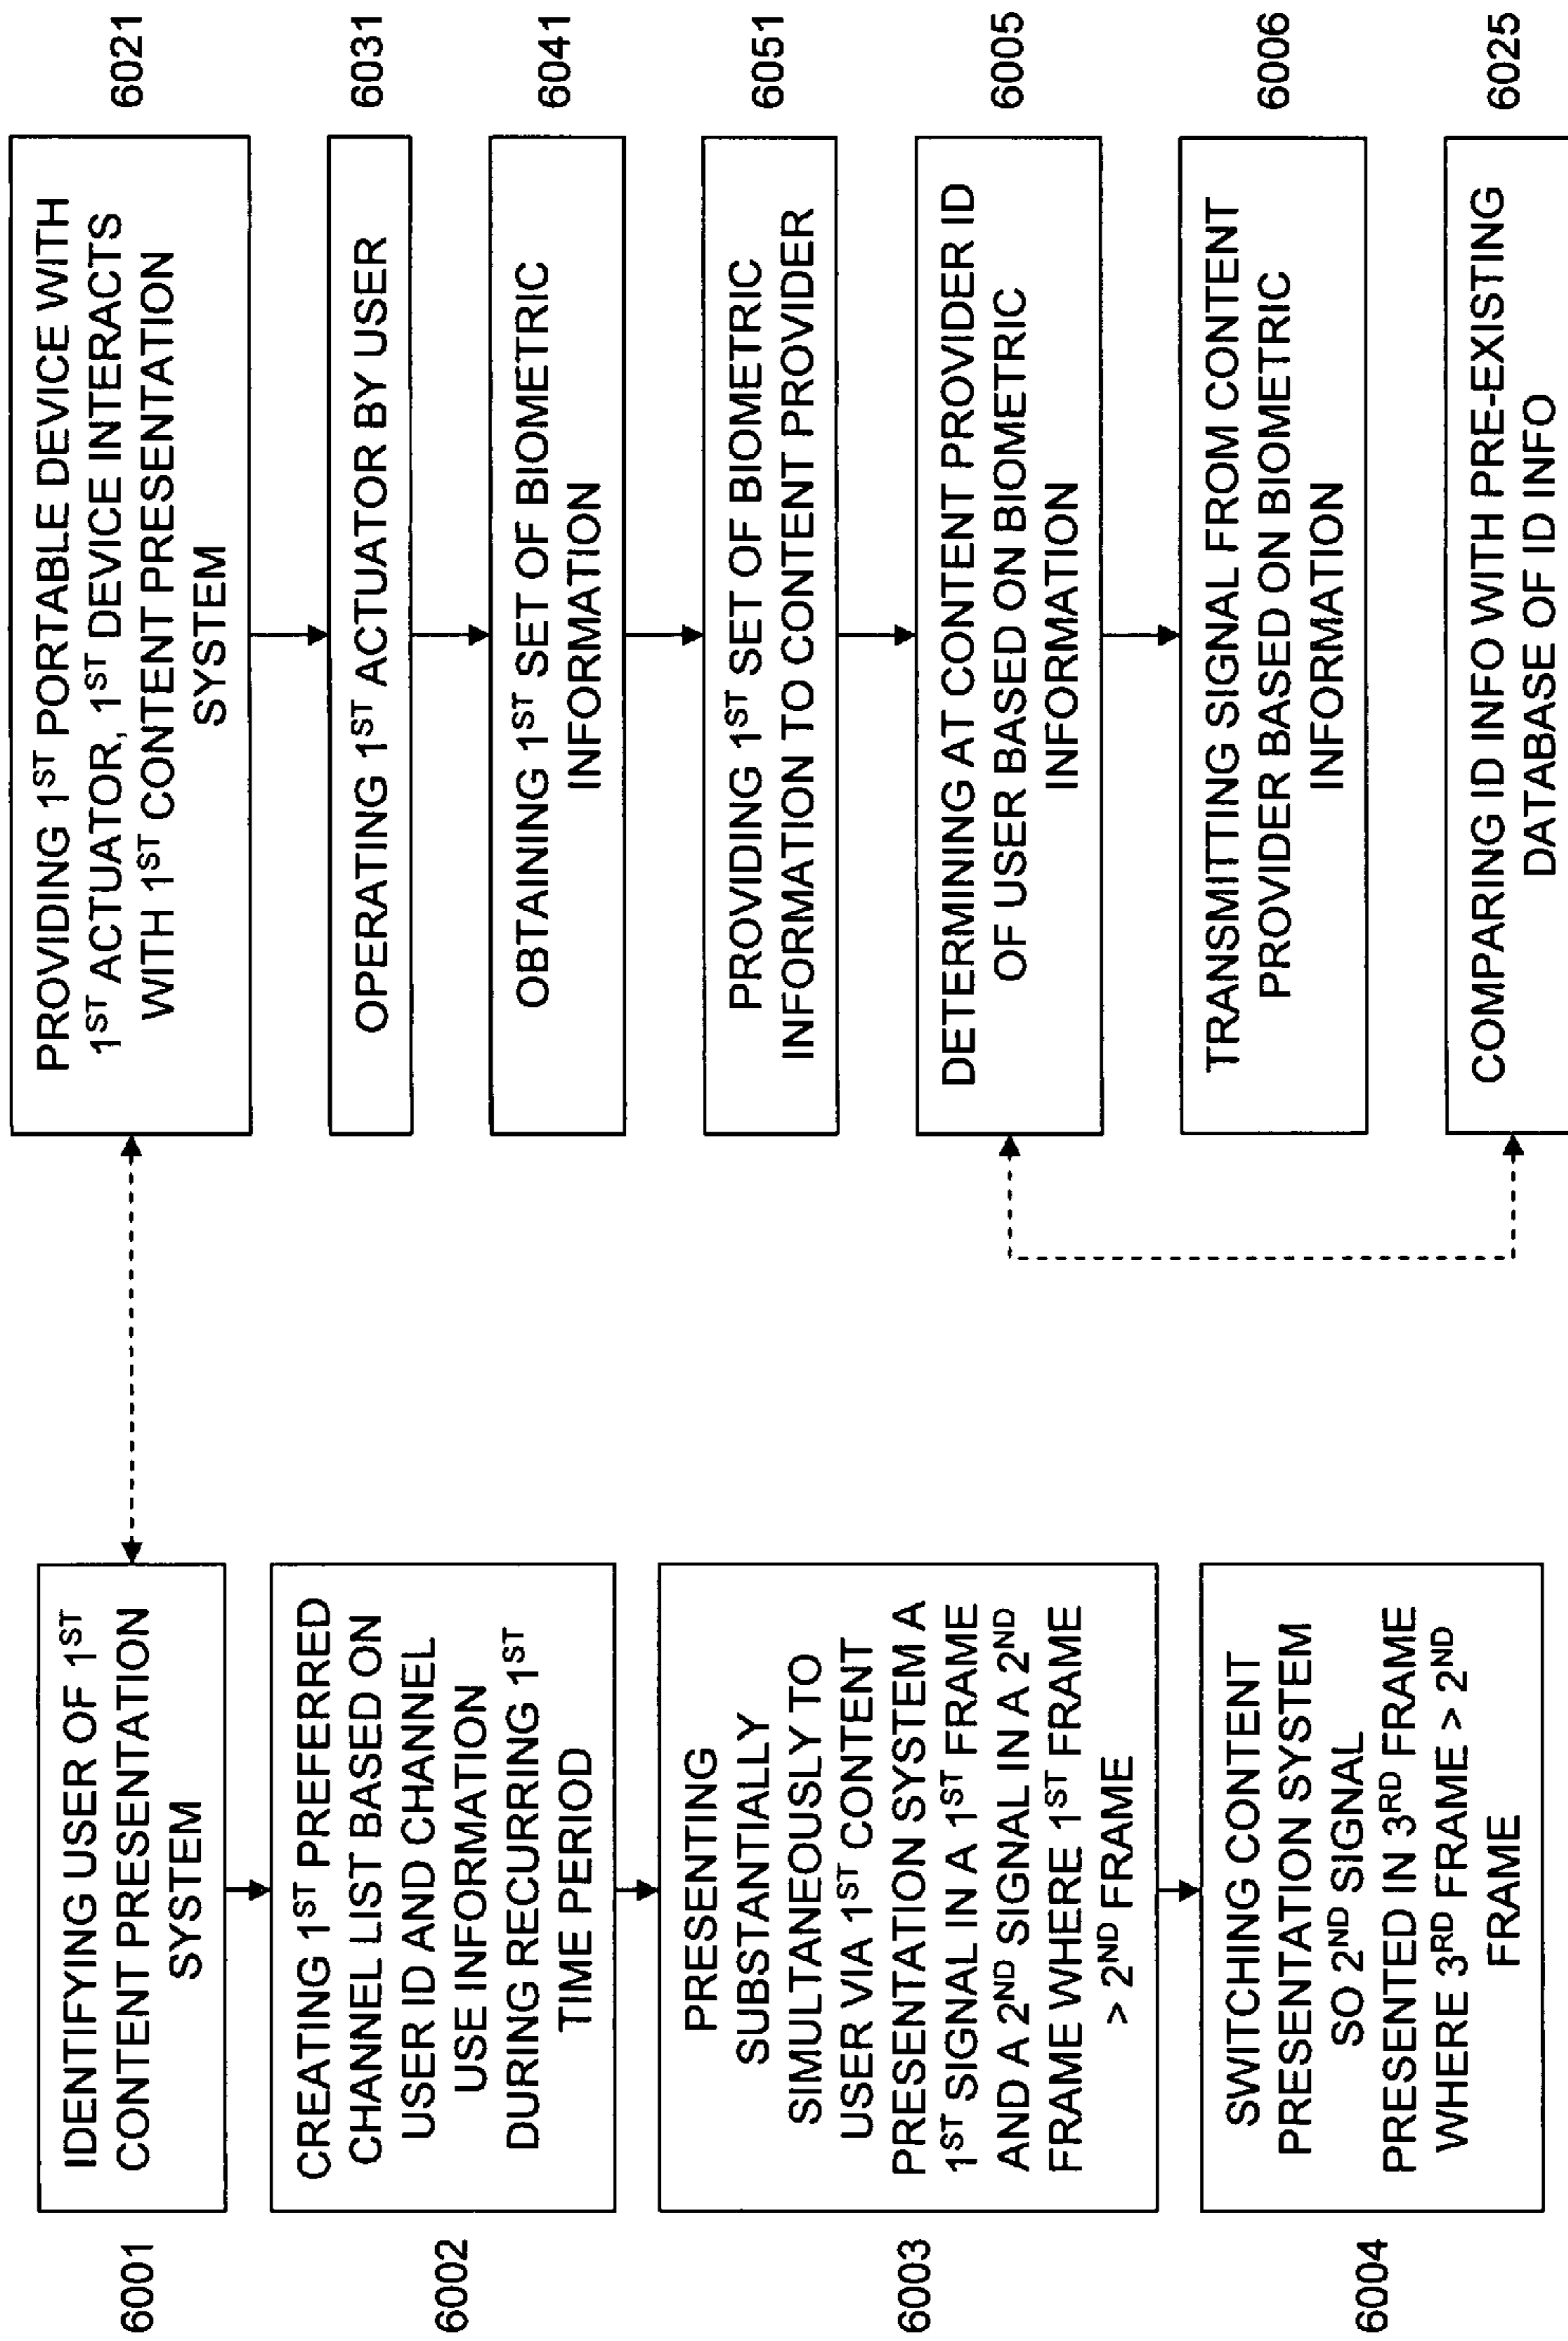 6001
IDENTIFYING USER OF 1ST
CONTENT PRESENTATION
SYSTEM
6002
CREATING 1ST PREFERRED
CHANNEL LIST BASED ON
USER ID AND CHANNEL
USE INFORMATION
DURING RECURRING 1ST
TIME PERIOD
6003
PRESENTING
SUBSTANTIALLY
SIMULTANEOUSLY TO
USER VIA 1ST CONTENT
PRESENTATION SYSTEM A
1ST SIGNAL IN A 1ST FRAME
AND A 2ND SIGNAL IN A 2ND
FRAME WHERE 1ST FRAME
> 2ND FRAME
6004
SWITCHING CONTENT
PRESENTATION SYSTEM
SO 2ND SIGNAL
PRESENTED IN 3RD FRAME
WHERE 3RD FRAME > 2ND
FRAME
PROVIDING 1ST PORTABLE DEVICE WITH
1ST ACTUATOR, 1ST DEVICE INTERACTS
WITH 1ST CONTENT PRESENTATION
SYSTEM
6021
OPERATING 1ST ACTUATOR BY USER
6031
OBTAINING 1ST SET OF BIOMETRIC
INFORMATION
6041
PROVIDING 1ST SET OF BIOMETRIC
INFORMATION TO CONTENT PROVIDER
6051
DETERMINING AT CONTENT PROVIDER ID
OF USER BASED ON BIOMETRIC
INFORMATION
6005
TRANSMITTING SIGNAL FROM CONTENT
PROVIDER BASED ON BIOMETRIC
INFORMATION
6006
COMPARING ID INFO WITH PRE-EXISTING
DATABASE OF ID INFO
6025